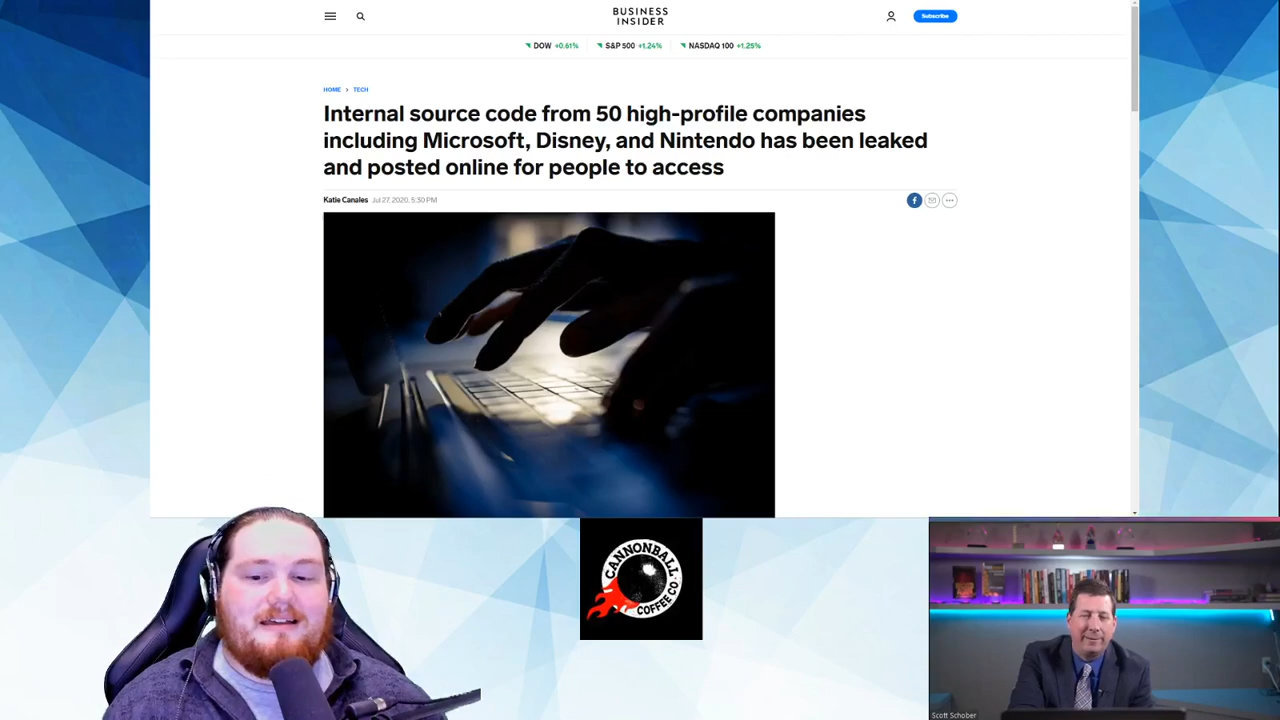 BUSINESS
INSIDER
Subscribe
DOW +0.61% S&P 500 +1.24% NASDAQ 100 +1.25%
HOME > TECH
Internal source code from 50 high-profile companies
including Microsoft, Disney, and Nintendo has been leaked
and posted online for people to access
Katie Canales Jul 27, 2020, 5:30 PM
CANNONBALL
COFFEE CO.
Scott Schober